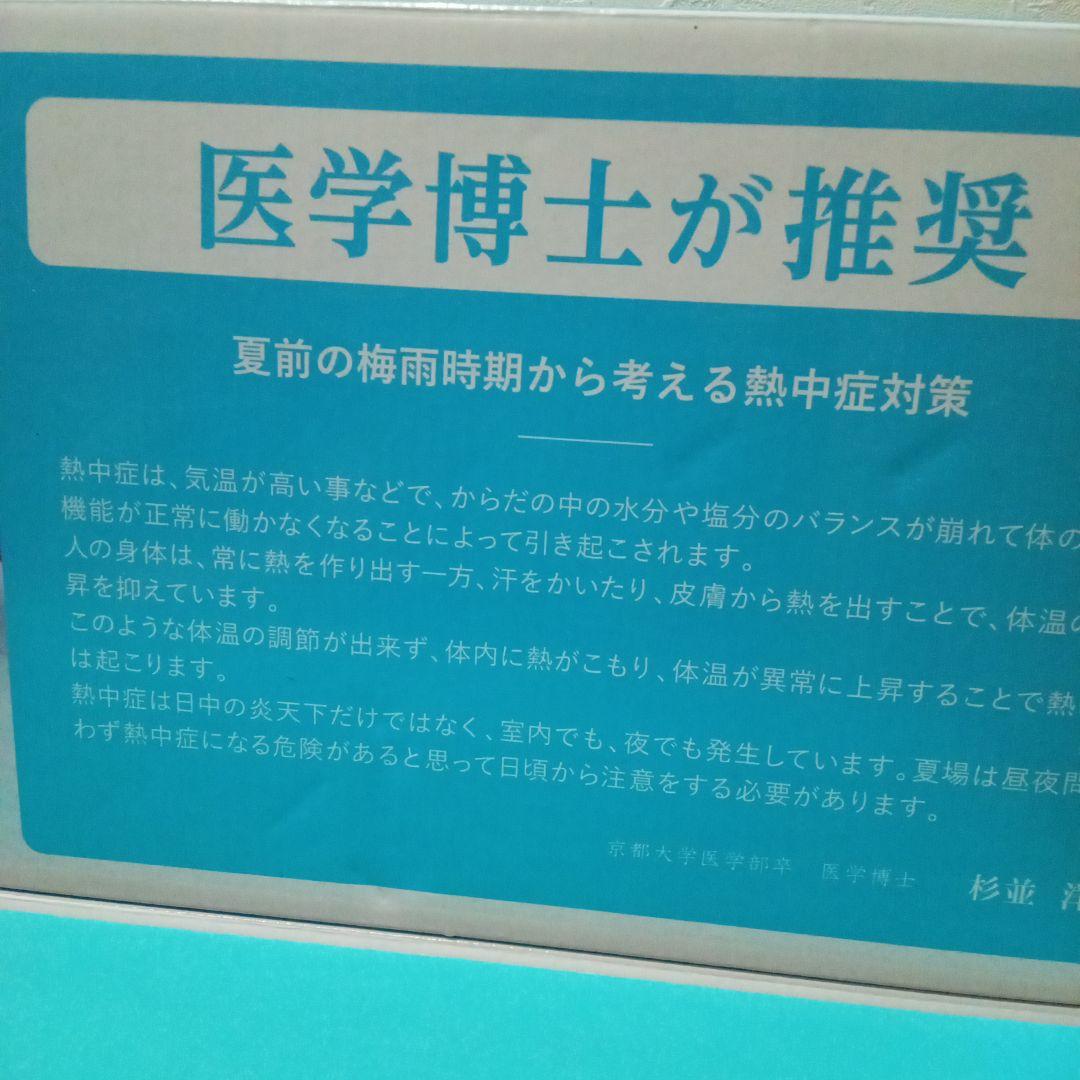 医学博士が推奨
夏前の梅雨時期から考える熱中症対策
熱中症は、気温が高い事などで、からだの中の水分や塩分のバランスが崩れて体の
機能が正常に働かなくなることによって引き起こされます。
人の身体は、常に熱を作り出す一方、汗をかいたり、皮膚から熱を出すことで、体温の
昇を抑えています。
このような体温の調節が出来ず、体内に熱がこもり、体温が異常に上昇することで熱
は起こります。
熱中症は日中の炎天下だけではなく、室内でも、夜でも発生しています。夏場は昼夜問
わず熱中症になる危険があると思って日頃から注意をする必要があります。
京都大学医学部卒 医学博士 杉並